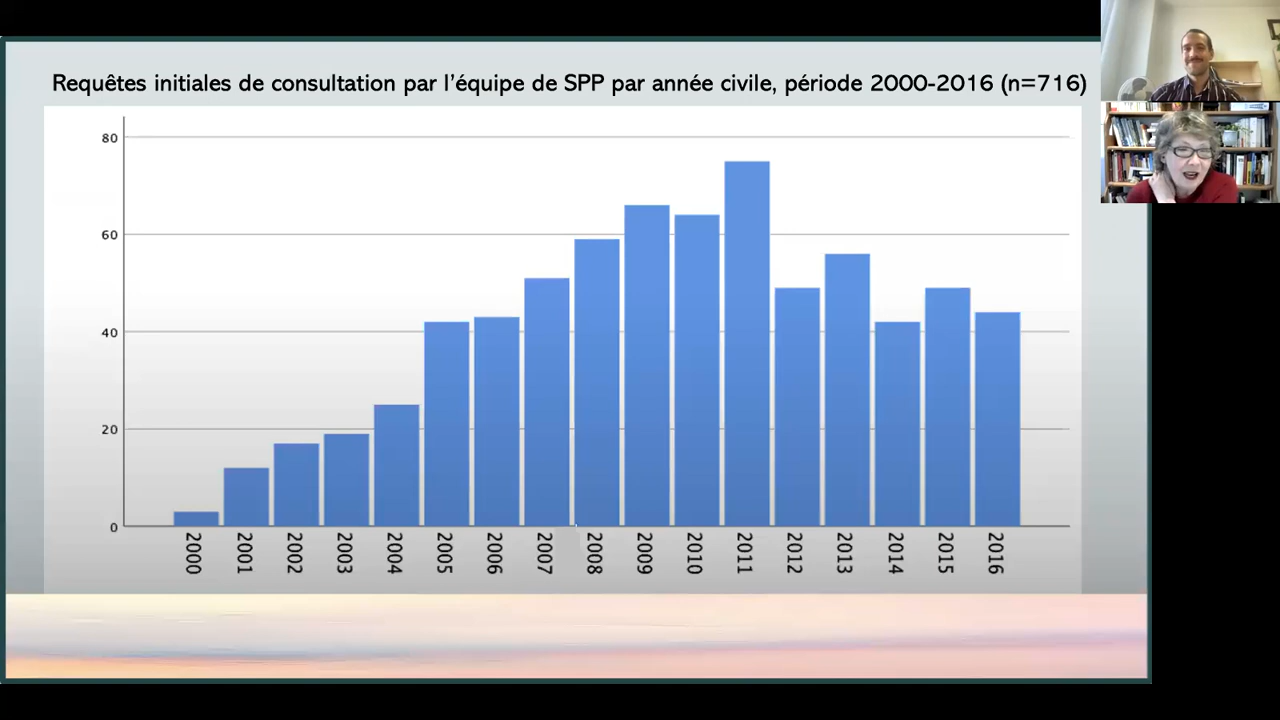 Requêtes initiales de consultation par l'équipe de SPP par année civile, période 2000-2016 (n=716)
80
60
40
20
0
2000 2001 2002 2003 2004 2005 2006 2007 2008 2009 2010 2011 2012 2013 2014 2015 2016